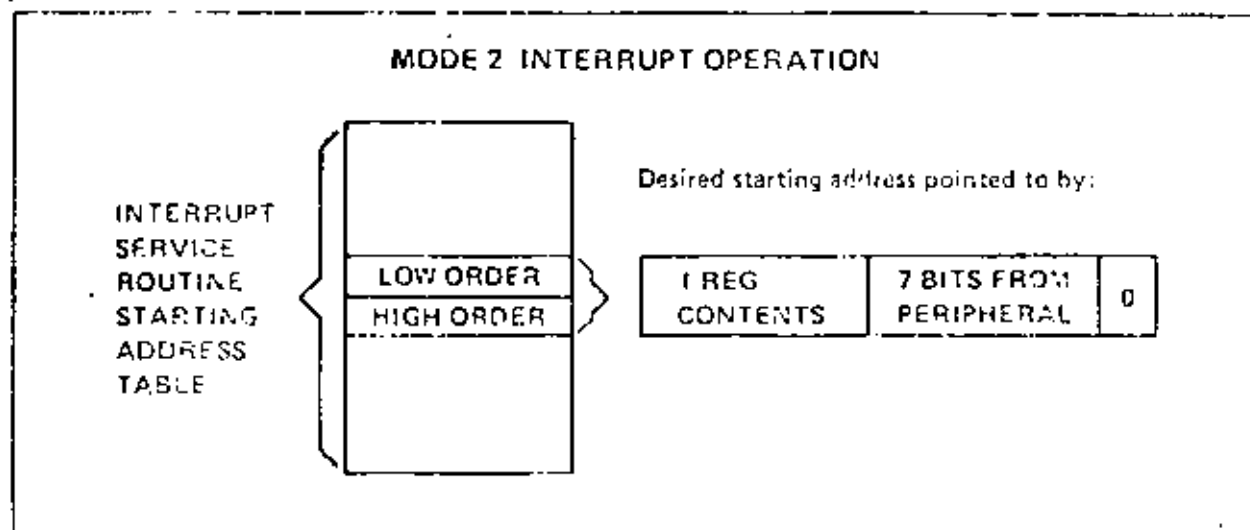 MODE 2 INTERRUPT OPERATION
Desired starting address pointed to by:
INTERRUPT
SERVICE
ROUTINE
STARTING
ADDRESS
TABLE
LOW ORDER
HIGH ORDER
I REG
CONTENTS
7 BITS FROM
PERIPHERAL
0